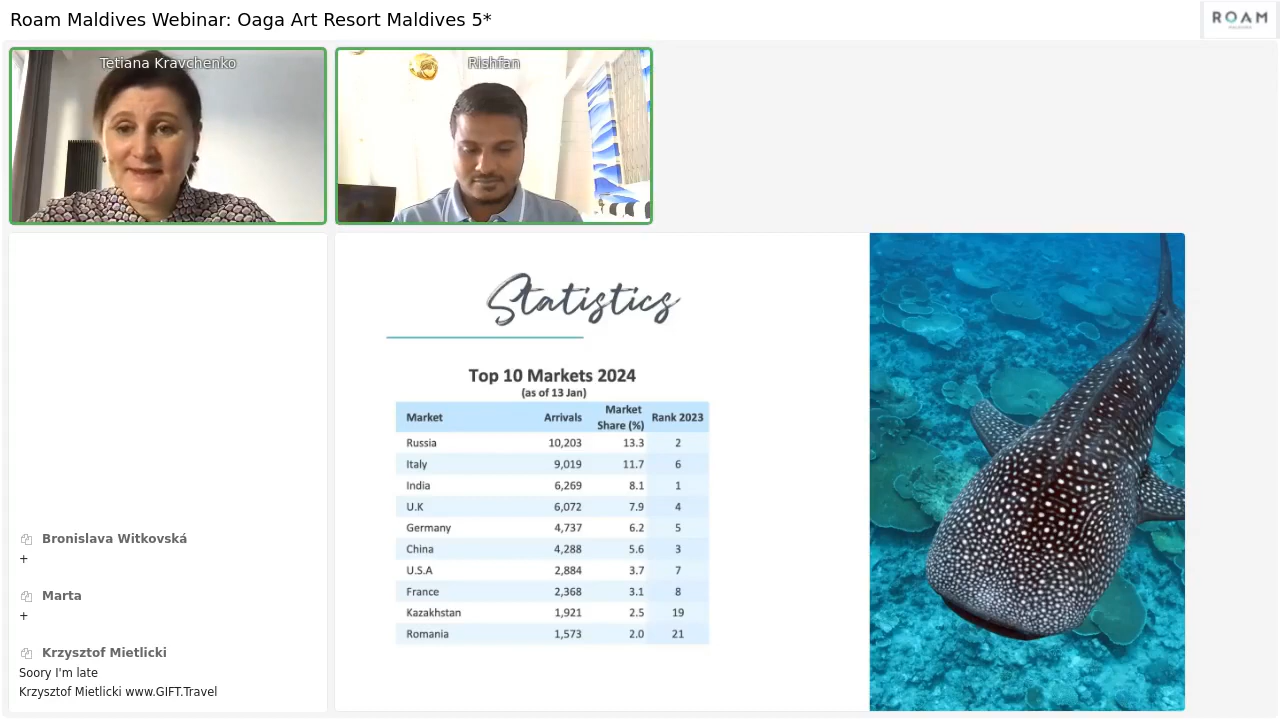 Roam Maldives Webinar: Oaga Art Resort Maldives 5*
ROAM
Tetiana Kravchenko
Rishfan
Statistics
Top 10 Markets 2024
(as of 13 Jan)
Market Arrivals Market Share (%) Rank 2023
Russia 10,203 13.3 2
Italy 9,019 11.7 6
India 6,269 8.1 1
U.K 6,072 7.9 4
Germany 4,737 6.2 5
China 4,288 5.6 3
U.S.A 2,884 3.7 7
France 2,368 3.1 8
Kazakhstan 1,921 2.5 19
Romania 1,573 2.0 21
Bronislava Witkovská
+
Marta
+
Krzysztof Mietlicki
Soory I'm late
Krzysztof Mietlicki www.GIFT.Travel